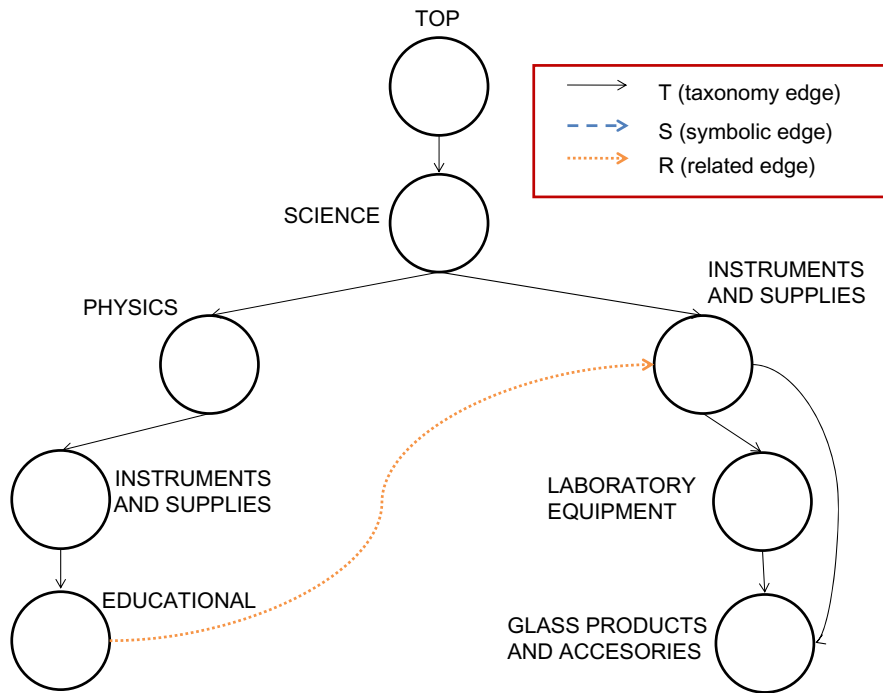 TOP
T (taxonomy edge)
S (symbolic edge)
R (related edge)
SCIENCE
PHYSICS
INSTRUMENTS
AND SUPPLIES
INSTRUMENTS
AND SUPPLIES
LABORATORY
EQUIPMENT
EDUCATIONAL
GLASS PRODUCTS
AND ACCESORIES